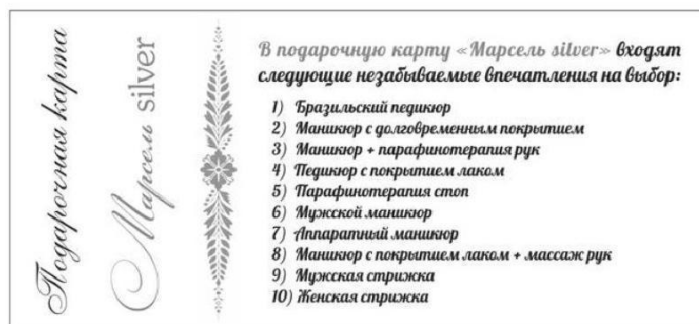 Подарочная карта
Марсель silver
В подарочную карту «Марсель silver» входят
следующие незабываемые впечатления на выбор:
1) Бразильский педикюр
2) Маникюр с долговременным покрытием
3) Маникюр + парафинотерапия рук
4) Педикюр с покрытием лаком
5) Парафинотерапия стоп
6) Мужской маникюр
7) Аппаратный маникюр
8) Маникюр с покрытием лаком + массаж рук
9) Мужская стрижка
10) Женская стрижка